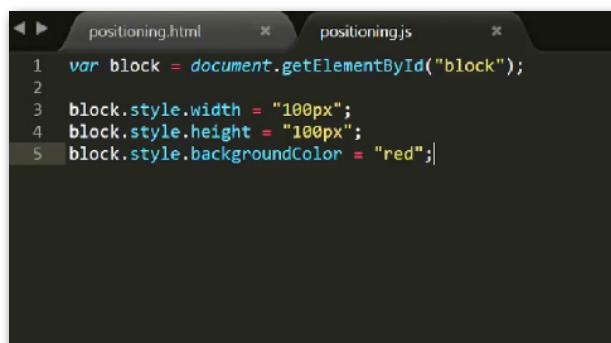 positioning.html × positioning.js ×
1 var block = document.getElementById("block");
2
3 block.style.width = "100px";
4 block.style.height = "100px";
5 block.style.backgroundColor = "red";